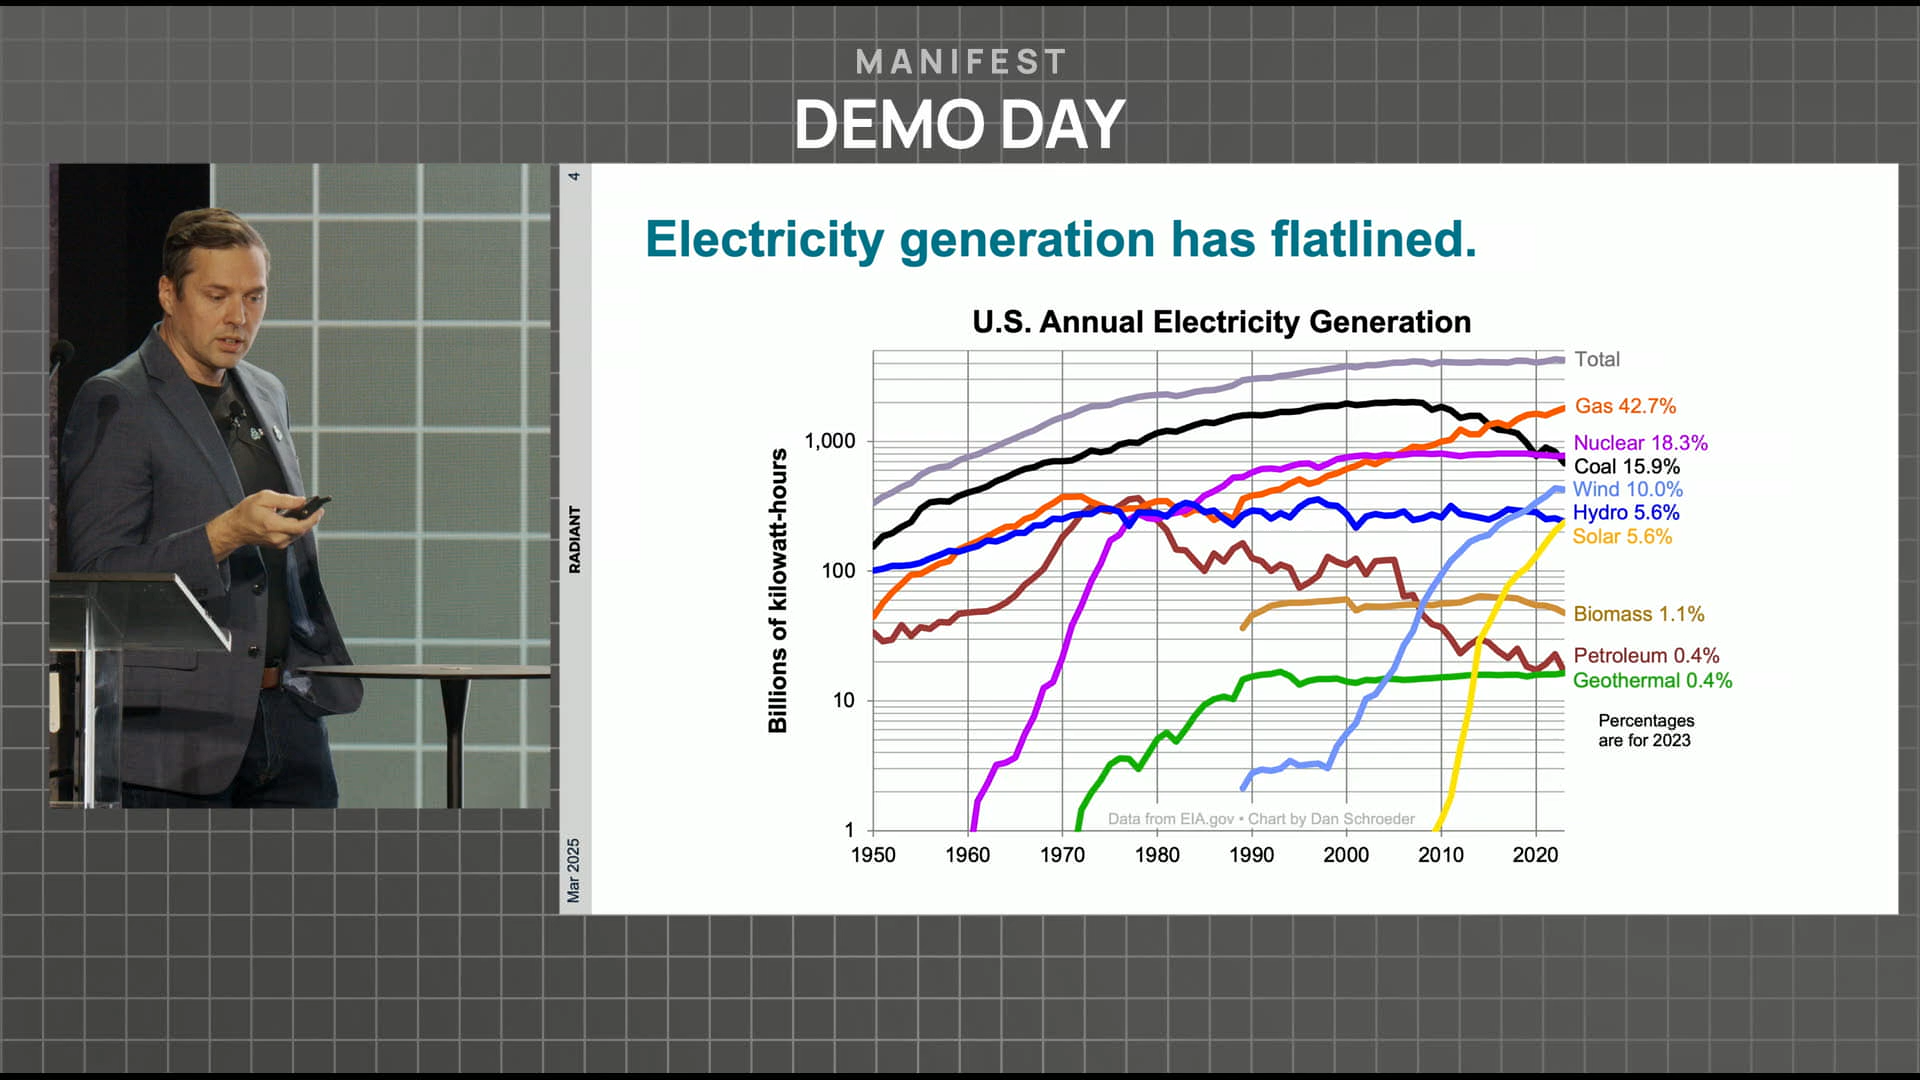 MANIFEST
DEMO DAY
4
RADIANT
Mar 2025
Electricity generation has flatlined.
U.S. Annual Electricity Generation
Billions of kilowatt-hours
1,000
100
10
1
1950 1960 1970 1980 1990 2000 2010 2020
Total
Gas 42.7%
Nuclear 18.3%
Coal 15.9%
Wind 10.0%
Hydro 5.6%
Solar 5.6%
Biomass 1.1%
Petroleum 0.4%
Geothermal 0.4%
Percentages
are for 2023
Data from EIA.gov • Chart by Dan Schroeder